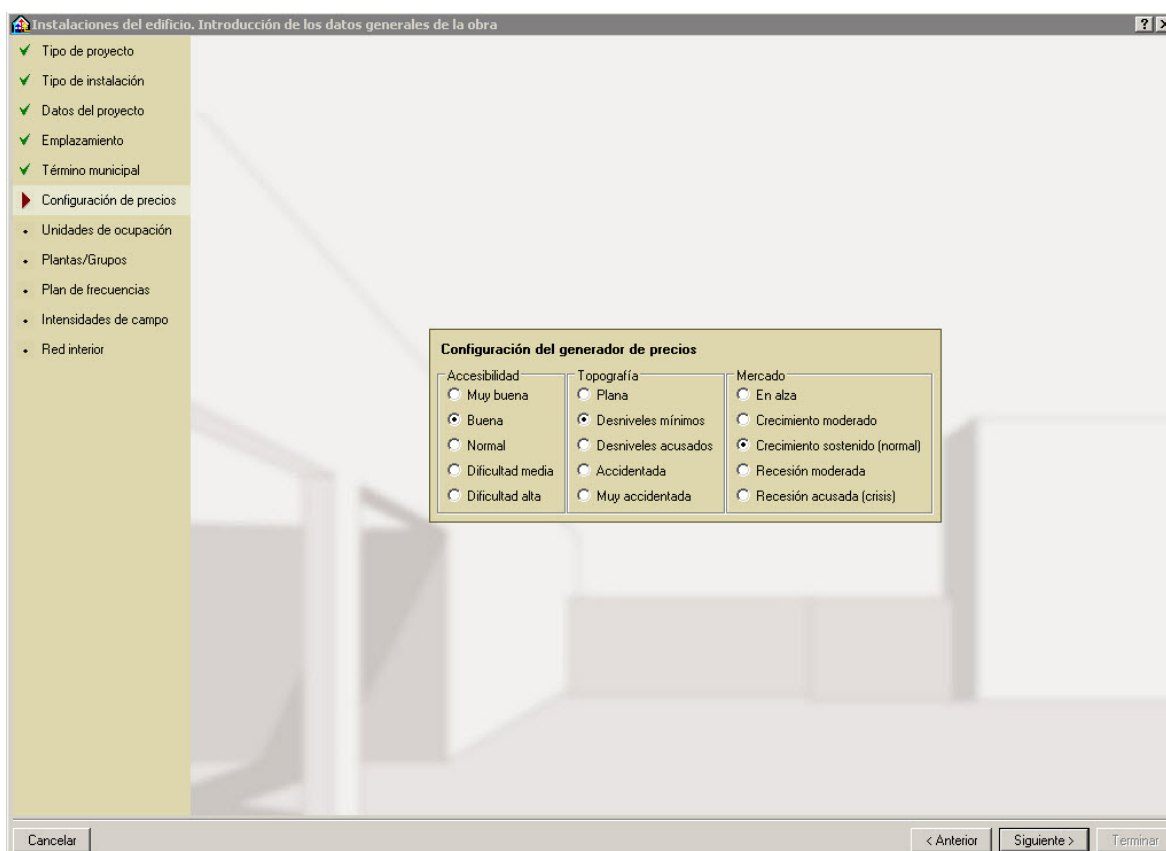 Instalaciones del edificio. Introducción de los datos generales de la obra
Tipo de proyecto
Tipo de instalación
Datos del proyecto
Emplazamiento
Término municipal
Configuración de precios
Unidades de ocupación
Plantas/Grupos
Plan de frecuencias
Intensidades de campo
Red interior
Configuración del generador de precios
Accesibilidad
Muy buena
Buena
Normal
Dificultad media
Dificultad alta
Topografía
Plana
Desniveles mínimos
Desniveles acusados
Accidentada
Muy accidentada
Mercado
En alza
Crecimiento moderado
Crecimiento sostenido (normal)
Recesión moderada
Recesión acusada (crisis)
Cancelar
< Anterior
Siguiente >
Terminar